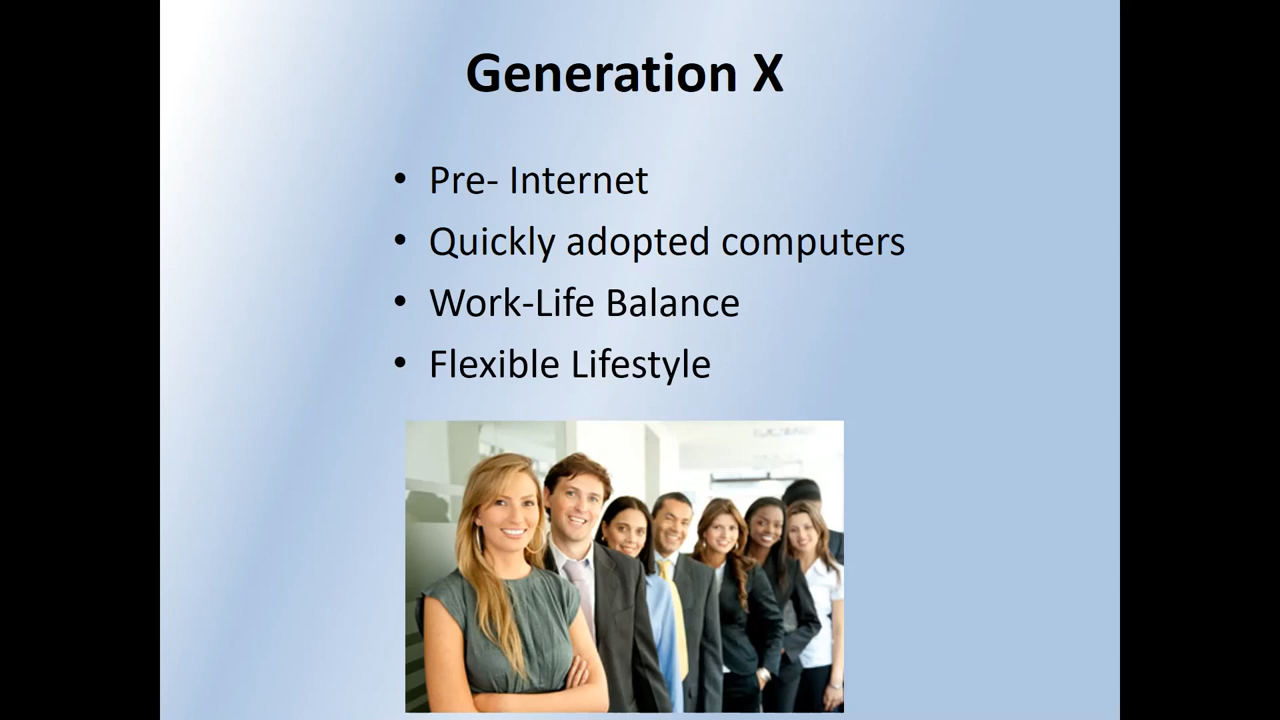 Generation X
• Pre- Internet
• Quickly adopted computers
• Work-Life Balance
• Flexible Lifestyle